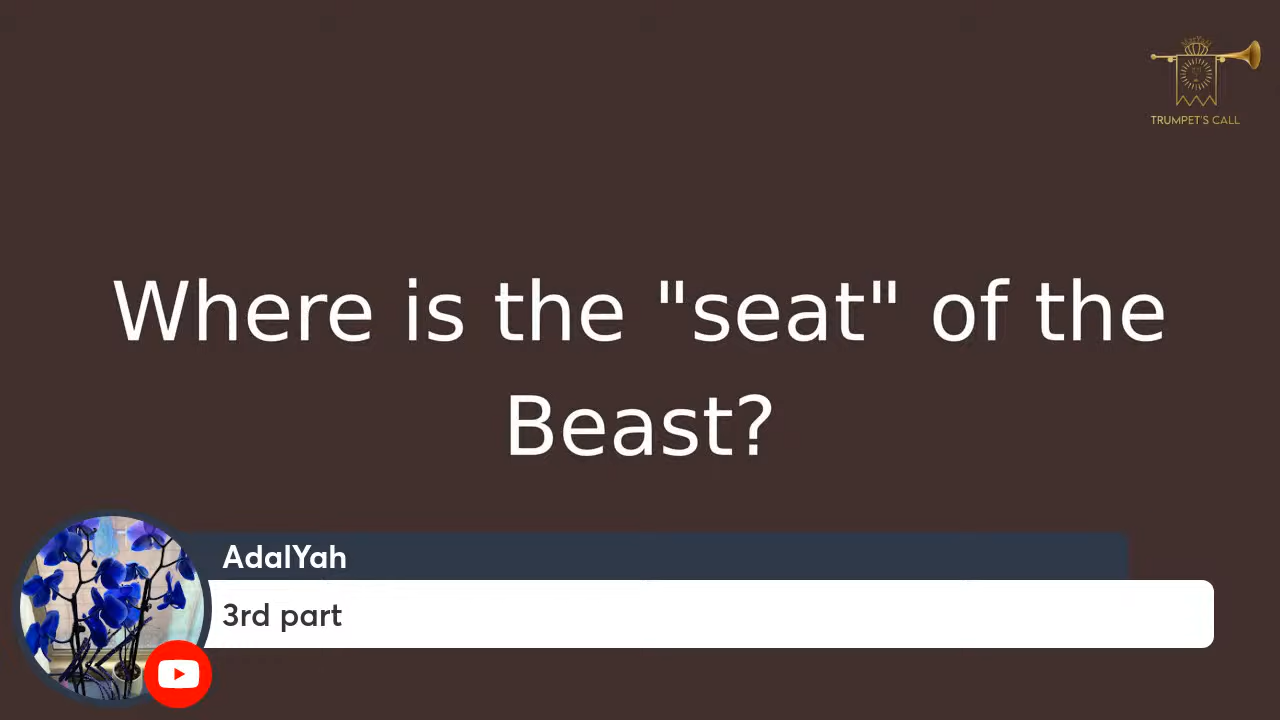 TRUMPET'S CALL
Where is the "seat" of the
Beast?
AdalYah
3rd part